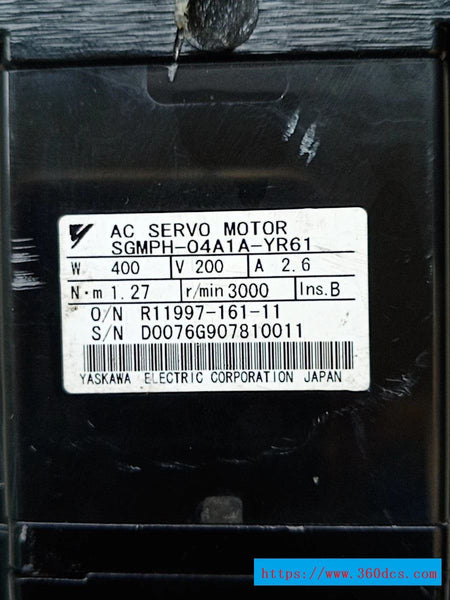 AC SERVO MOTOR
SGMPH-04A1A-YR61
W 400 V 200 A 2.6
N·m 1.27 r/min 3000 Ins.B
O/N R11997-161-11
S/N D0076G907810011
YASKAWA ELECTRIC CORPORATION JAPAN
https://www.360dcs.com